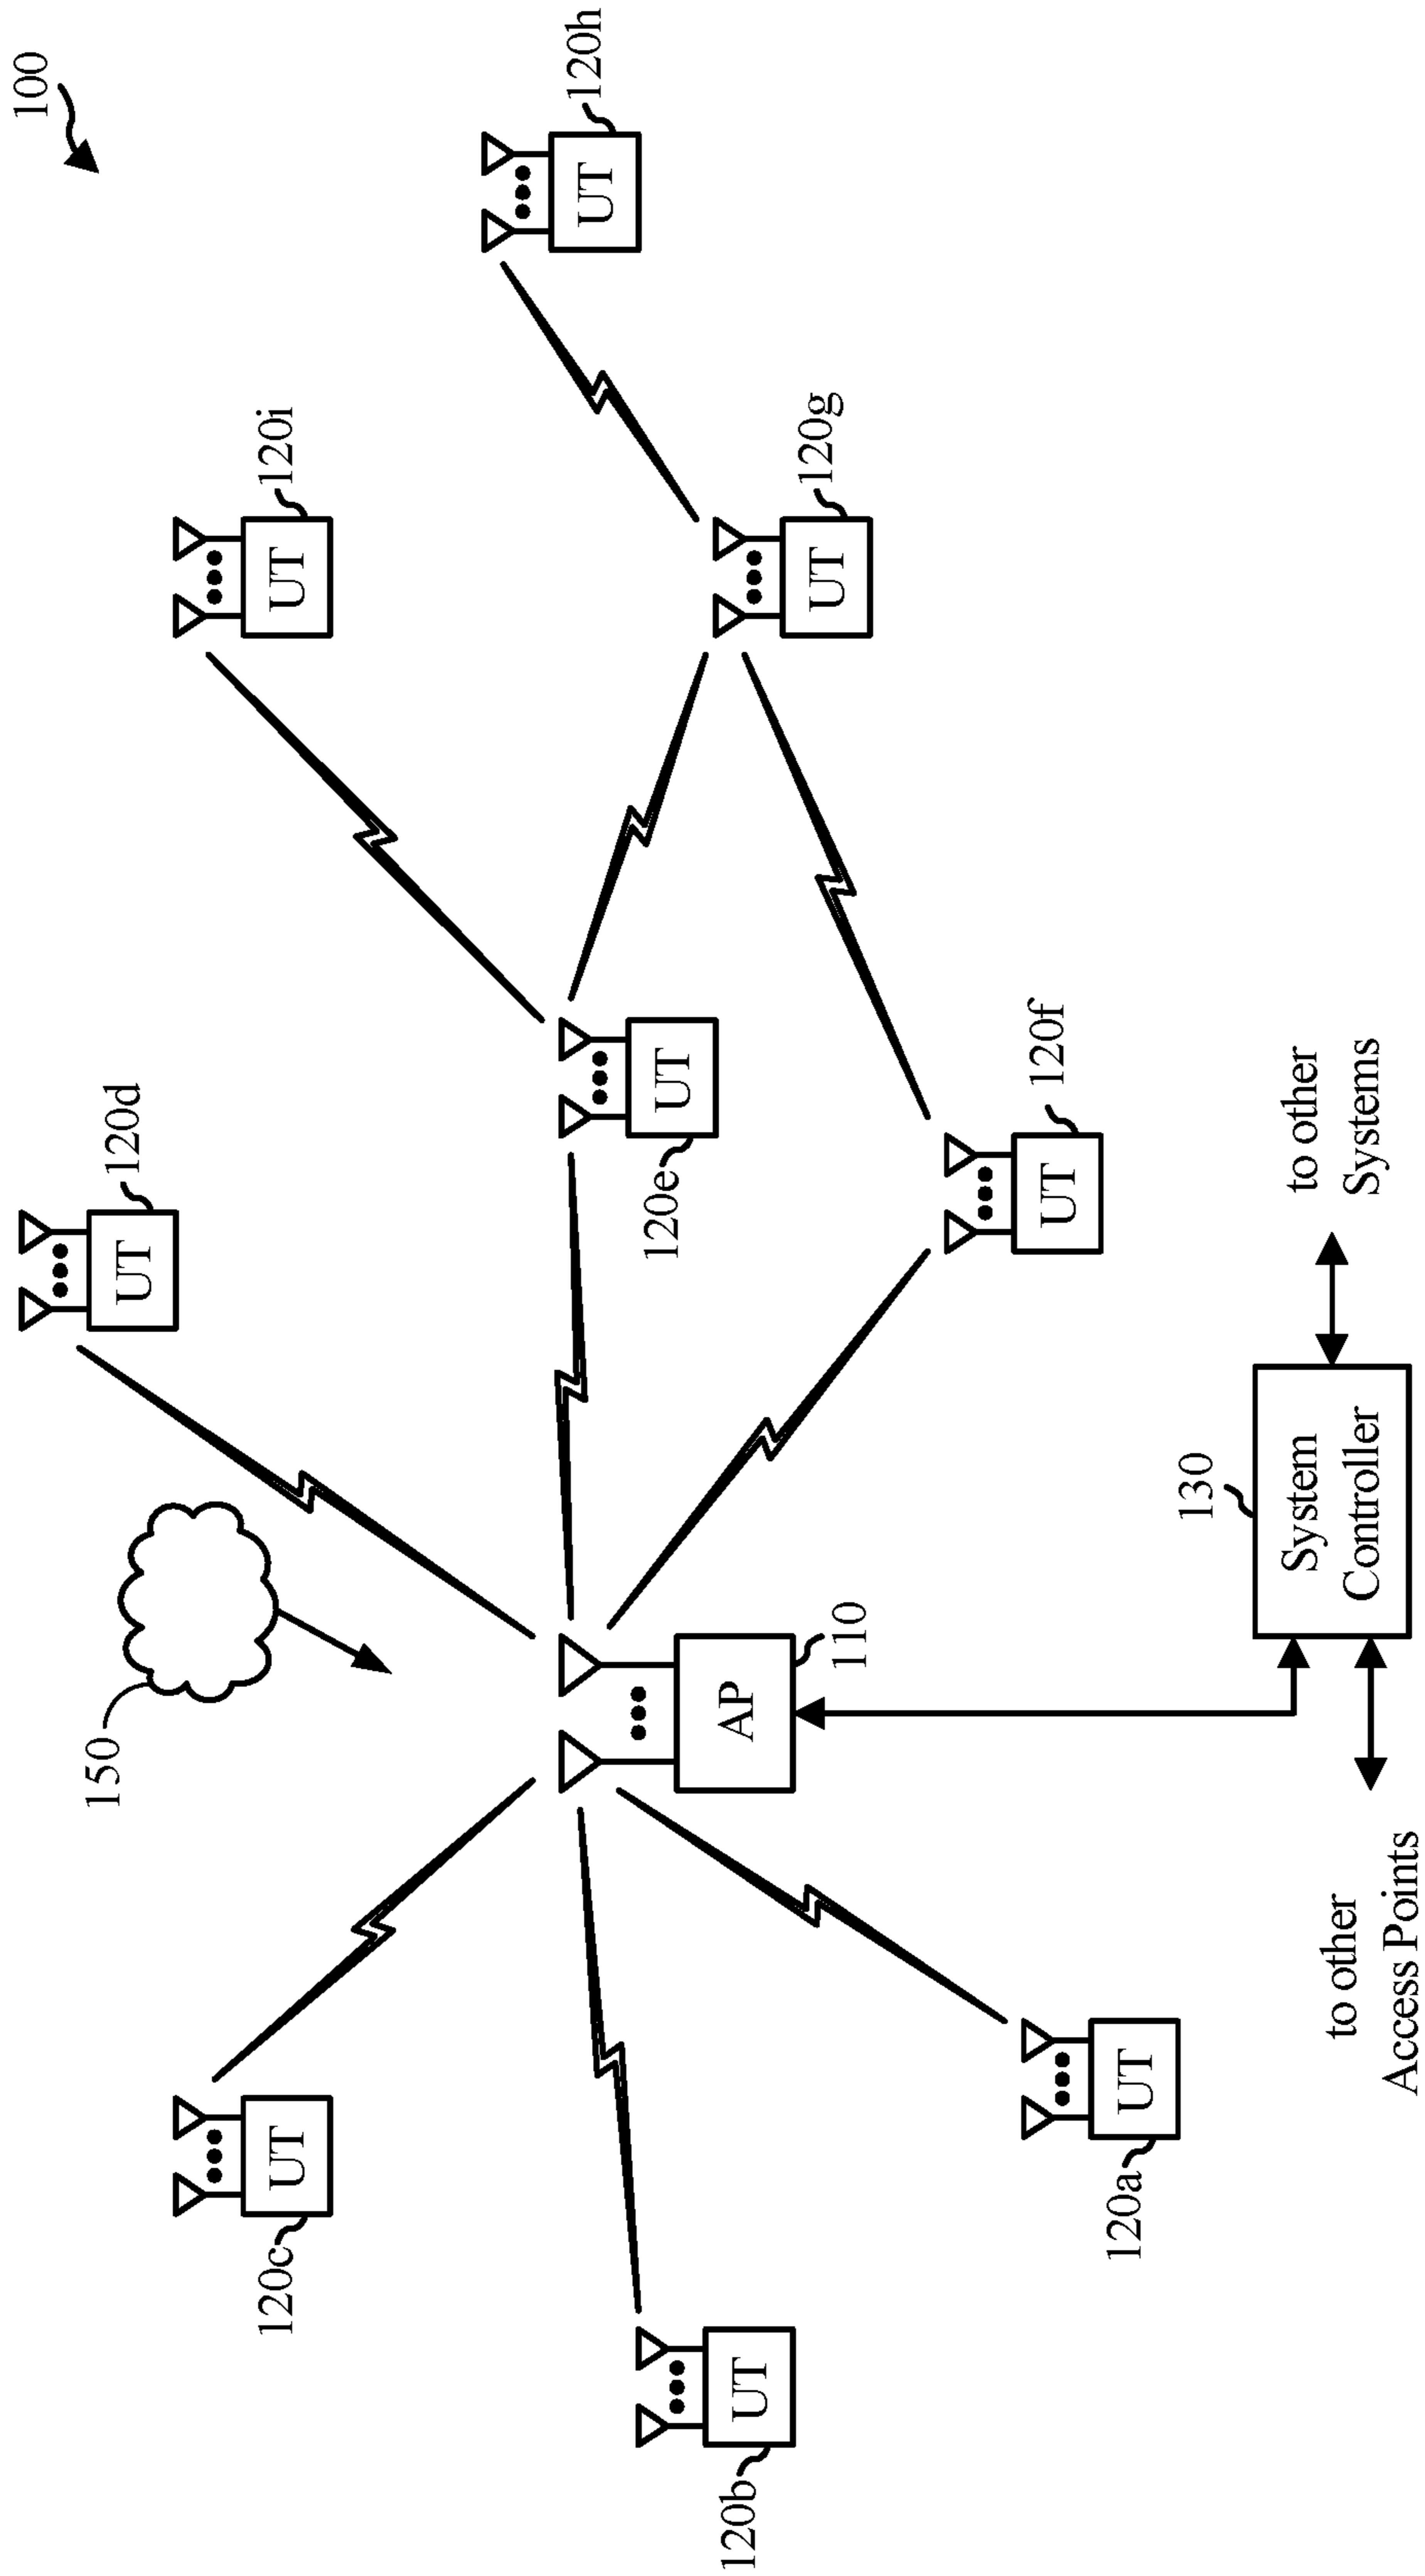 100
120d
UT
120i
UT
150
120h
UT
120c
UT
120e
UT
120g
UT
110
AP
120b
UT
120f
UT
120a
UT
130
System
Controller
to other
Systems
to other
Access Points